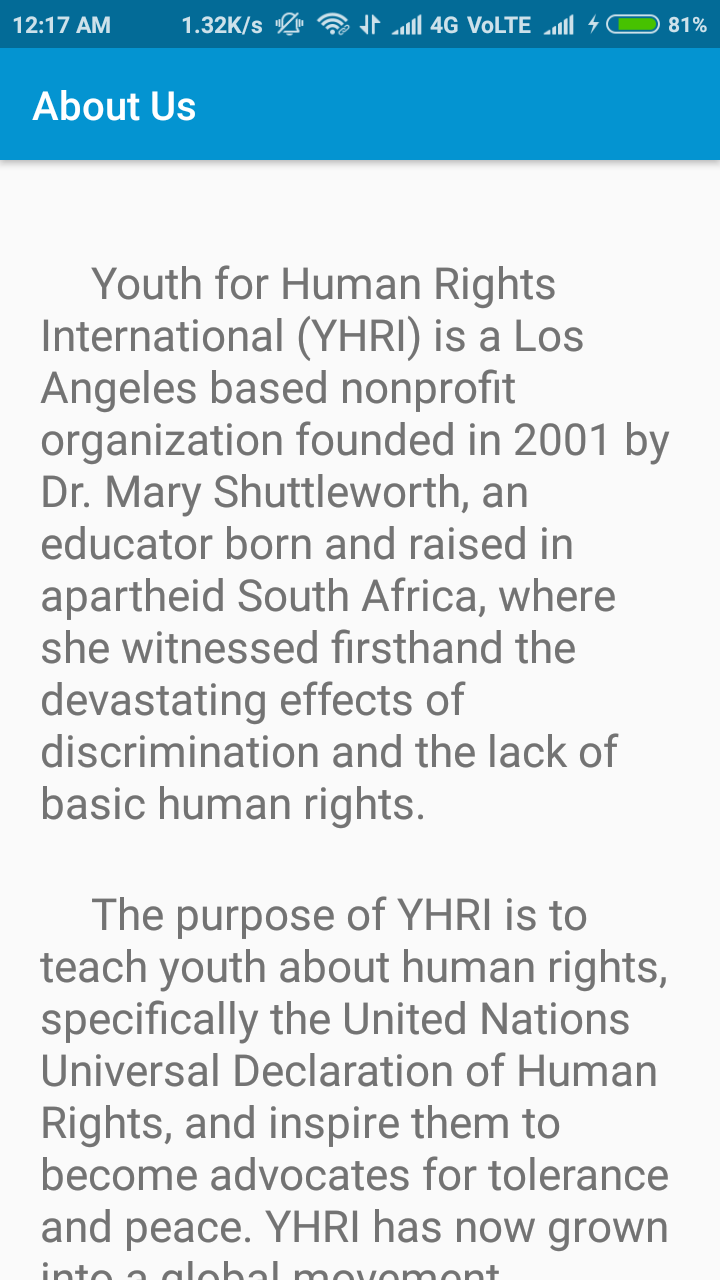 12:17 AM 1.32K/s 4G VoLTE 81%
About Us
Youth for Human Rights
International (YHRI) is a Los
Angeles based nonprofit
organization founded in 2001 by
Dr. Mary Shuttleworth, an
educator born and raised in
apartheid South Africa, where
she witnessed firsthand the
devastating effects of
discrimination and the lack of
basic human rights.
The purpose of YHRI is to
teach youth about human rights,
specifically the United Nations
Universal Declaration of Human
Rights, and inspire them to
become advocates for tolerance
and peace. YHRI has now grown
into a global movement